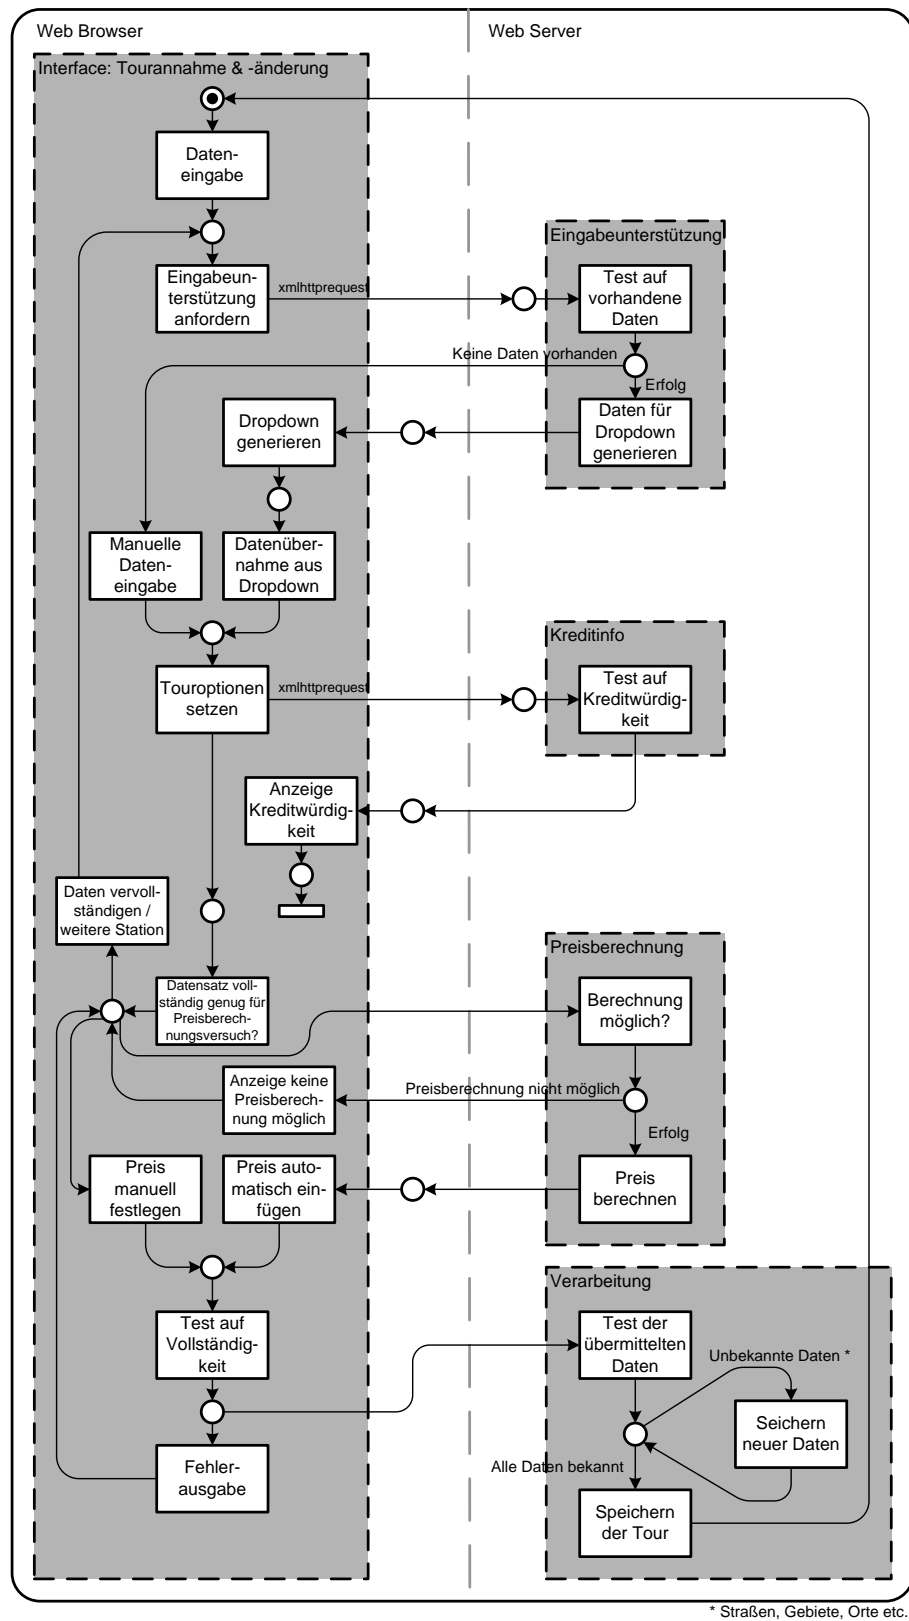 Web Browser
Web Server
Interface: Tourannahme & -änderung
Daten-
eingabe
Eingabeunterstützung
Eingabeun-
terstützung
anfordern
xmlhttprequest
Test auf
vorhandene
Daten
Keine Daten vorhanden
Erfolg
Dropdown
generieren
Daten für
Dropdown
generieren
Manuelle
Daten-
eingabe
Datenüber-
nahme aus
Dropdown
Kreditinfo
Touroptionen
setzen
xmlhttprequest
Test auf
Kreditwürdig-
keit
Anzeige
Kreditwürdig-
keit
Daten vervoll-
ständigen /
weitere Station
Preisberechnung
Datensatz voll-
ständig genug für
Preisberech-
nungsversuch?
Berechnung
möglich?
Anzeige keine
Preisberech-
nung möglich
Preisberechnung nicht möglich
Erfolg
Preis
manuell
festlegen
Preis auto-
matisch ein-
fügen
Preis
berechnen
Verarbeitung
Test auf
Vollständig-
keit
Test der
übermittelten
Daten
Unbekannte Daten *
Seichern
neuer Daten
Alle Daten bekannt
Fehler-
ausgabe
Speichern
der Tour
* Straßen, Gebiete, Orte etc.